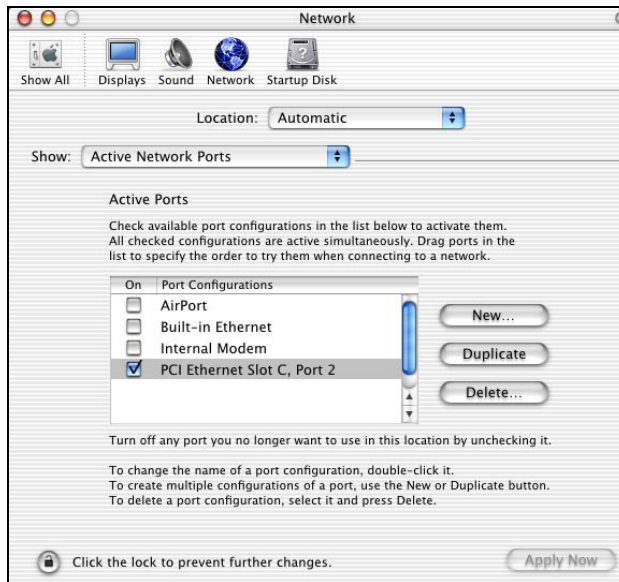 Network
Show All Displays Sound Network Startup Disk
Location: Automatic
Show: Active Network Ports
Active Ports
Check available port configurations in the list below to activate them.
All checked configurations are active simultaneously. Drag ports in the
list to specify the order to try them when connecting to a network.
On Port Configurations
AirPort
Built-in Ethernet
Internal Modem
PCI Ethernet Slot C, Port 2
New...
Duplicate
Delete...
Turn off any port you no longer want to use in this location by unchecking it.
To change the name of a port configuration, double-click it.
To create multiple configurations of a port, use the New or Duplicate button.
To delete a port configuration, select it and press Delete.
Click the lock to prevent further changes.
Apply Now